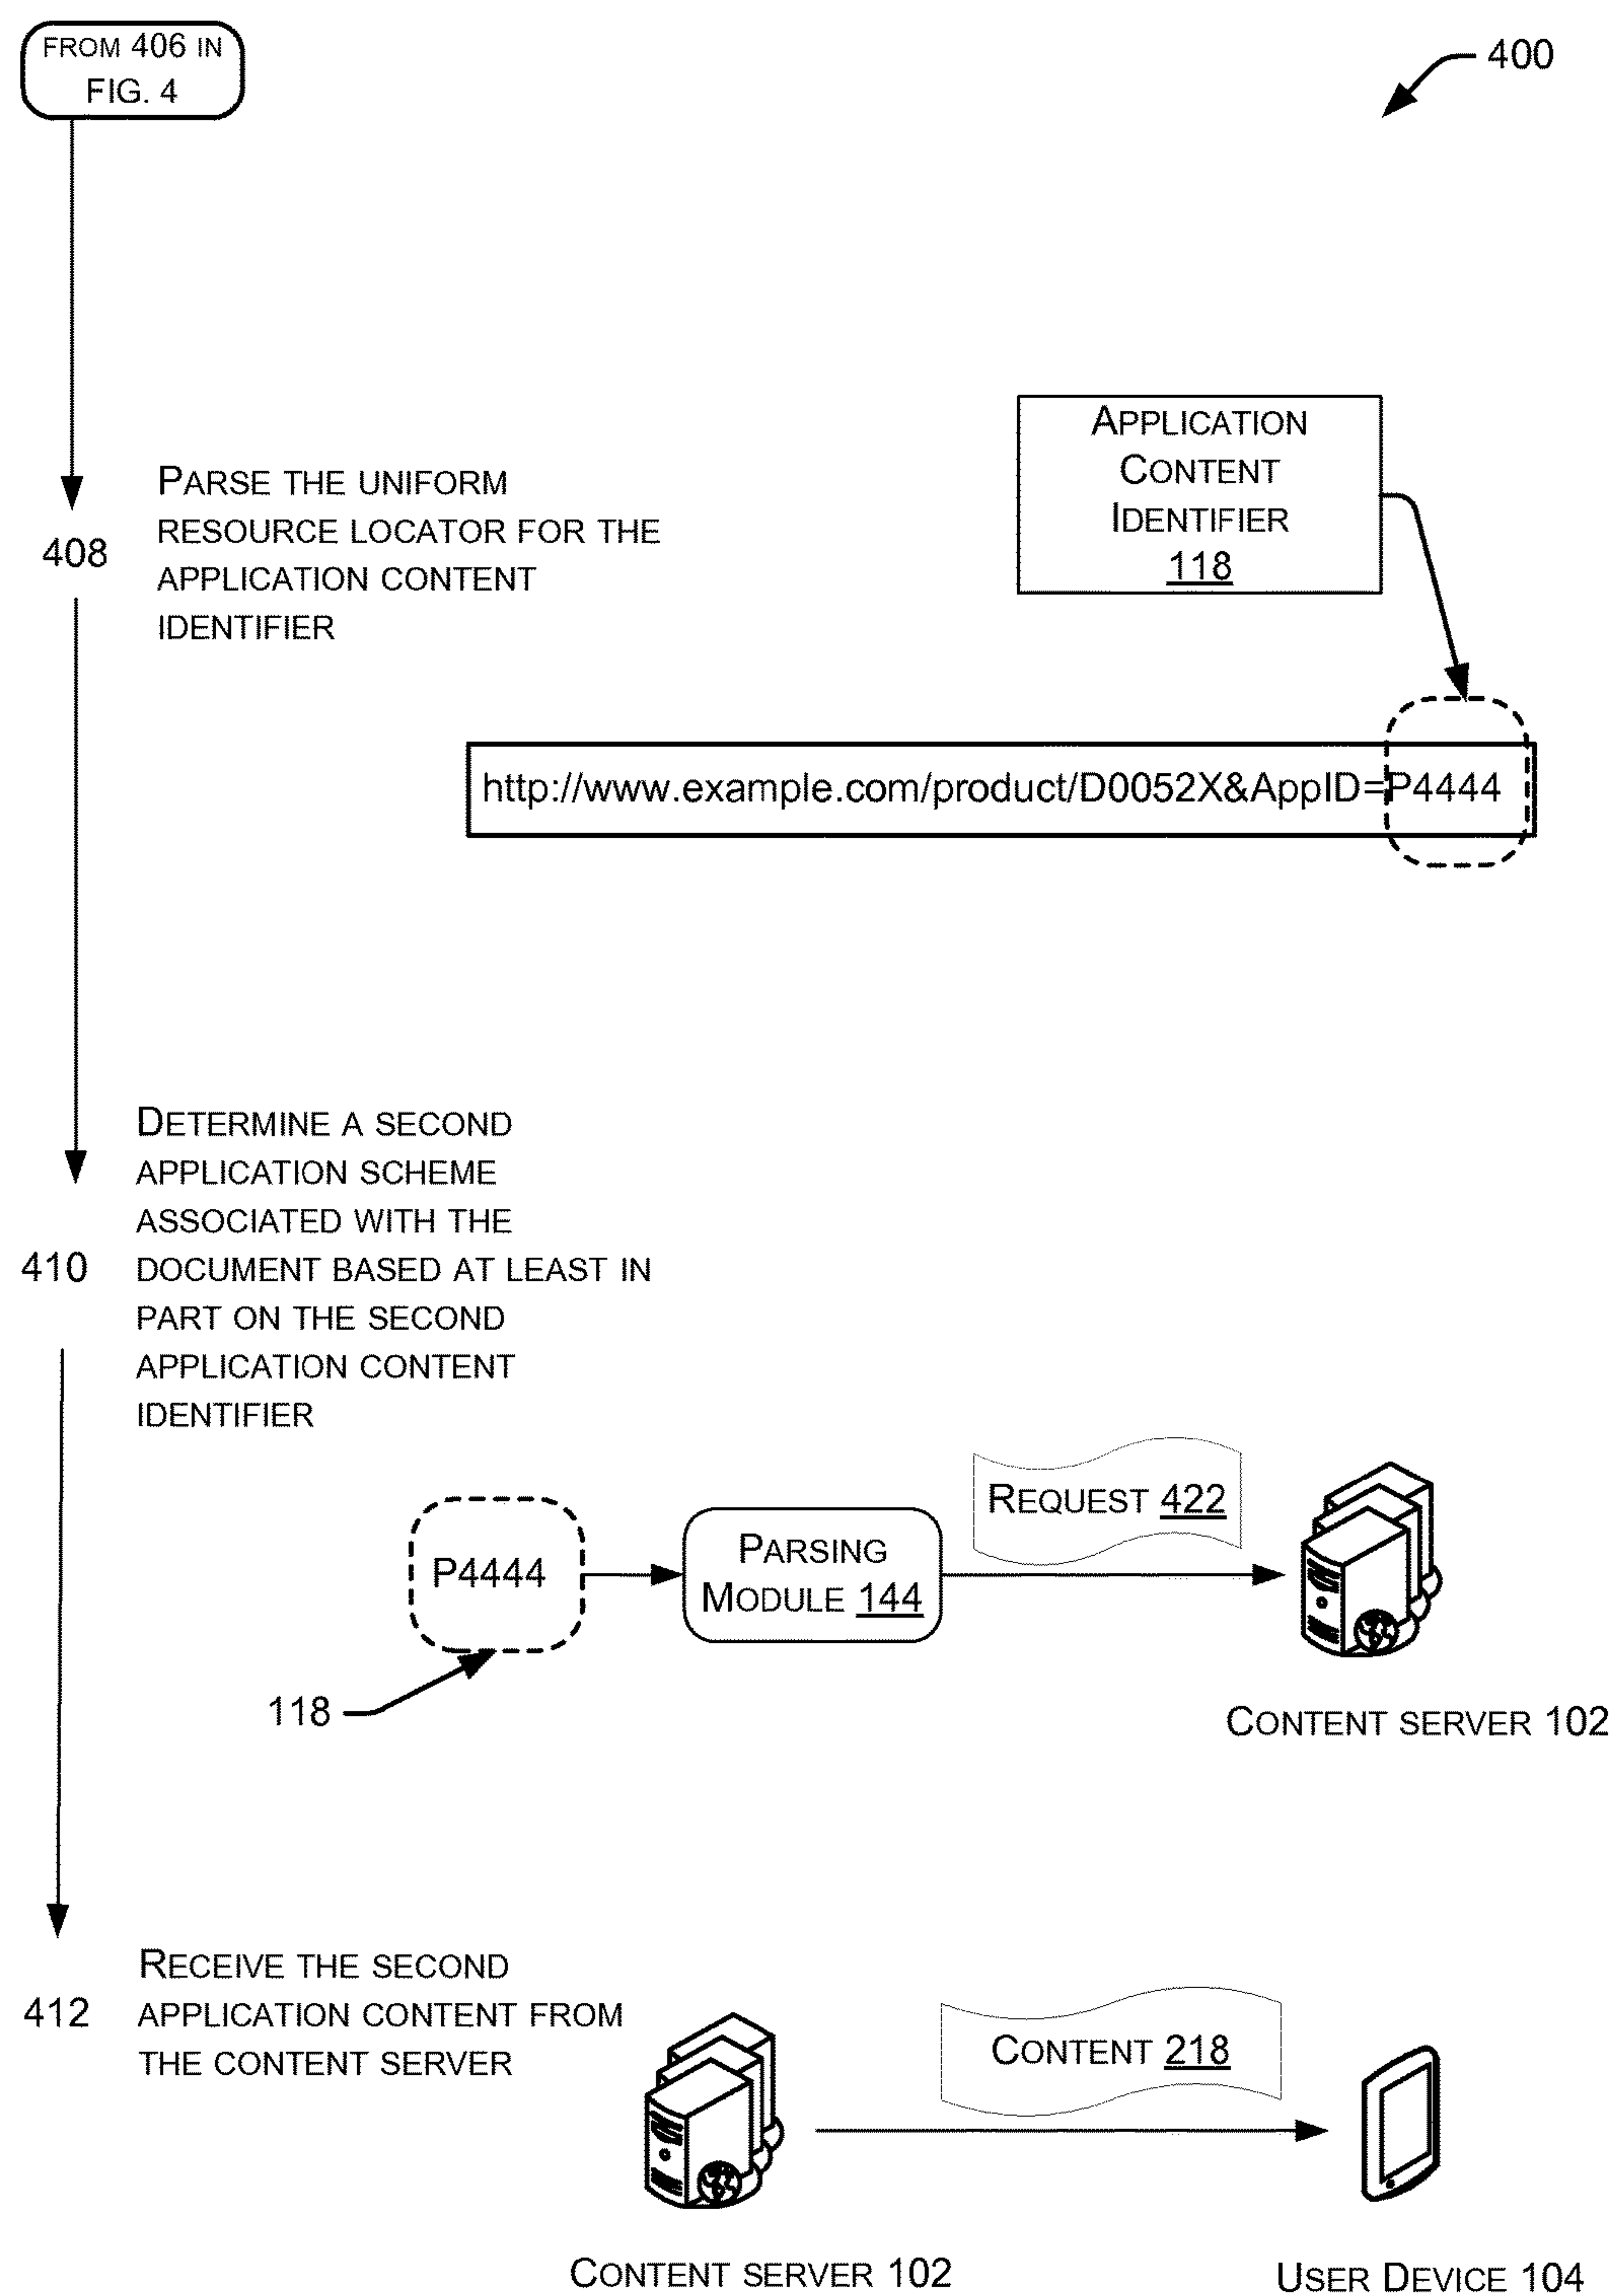 FROM 406 IN
FIG. 4
400
APPLICATION
CONTENT
IDENTIFIER
118
PARSE THE UNIFORM
RESOURCE LOCATOR FOR THE
APPLICATION CONTENT
IDENTIFIER
408
http://www.example.com/product/D0052X&AppID=P4444
DETERMINE A SECOND
APPLICATION SCHEME
ASSOCIATED WITH THE
DOCUMENT BASED AT LEAST IN
PART ON THE SECOND
APPLICATION CONTENT
IDENTIFIER
410
REQUEST 422
P4444
PARSING
MODULE 144
118
CONTENT SERVER 102
RECEIVE THE SECOND
APPLICATION CONTENT FROM
THE CONTENT SERVER
412
CONTENT 218
CONTENT SERVER 102
USER DEVICE 104